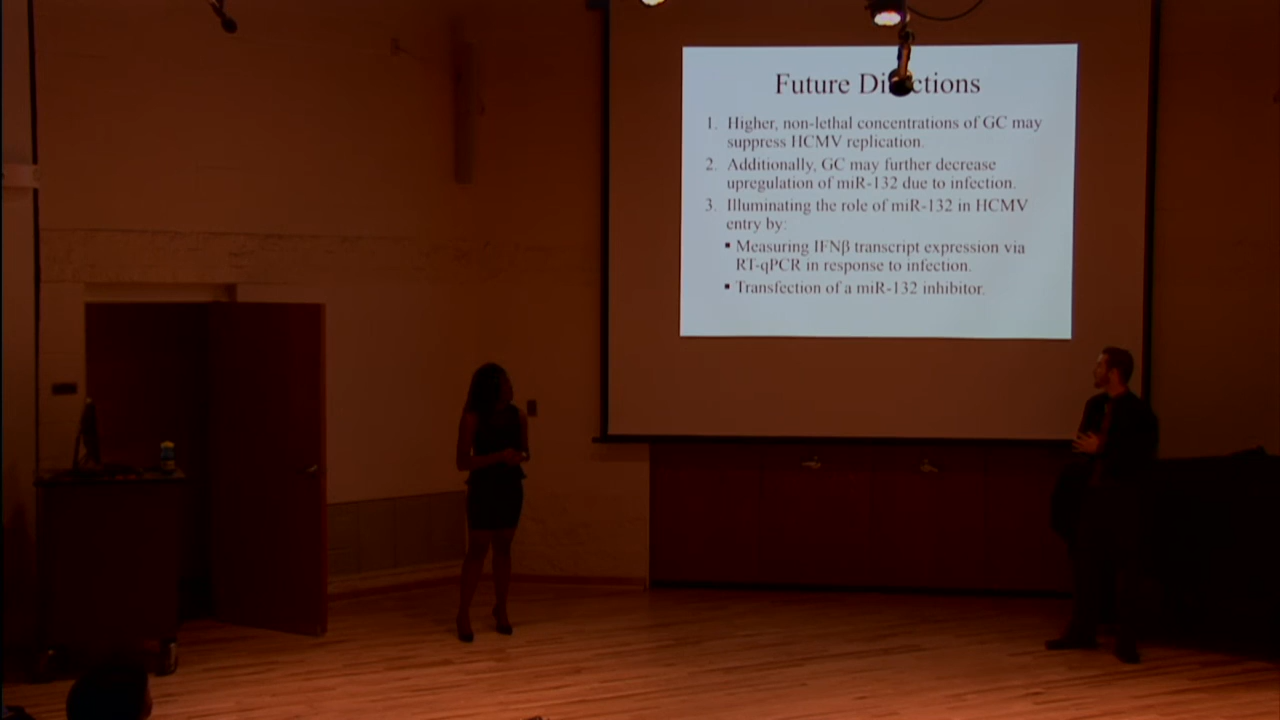 Future Directions
1. Higher, non-lethal concentrations of GC may
suppress HCMV replication.
2. Additionally, GC may further decrease
upregulation of miR-132 due to infection.
3. Illuminating the role of miR-132 in HCMV
entry by:
▪ Measuring IFNβ transcript expression via
RT-qPCR in response to infection.
▪ Transfection of a miR-132 inhibitor.